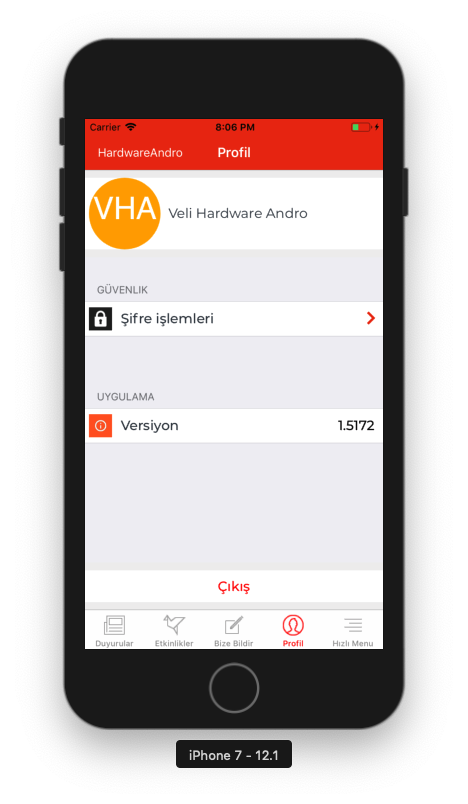 Carrier 8:06 PM
HardwareAndro Profil
VHA Veli Hardware Andro
GÜVENLIK
Şifre işlemleri
UYGULAMA
Versiyon 1.5172
Çıkış
Duyurular Etkinlikler Bize Bildir Profil Hızlı Menu
iPhone 7 - 12.1